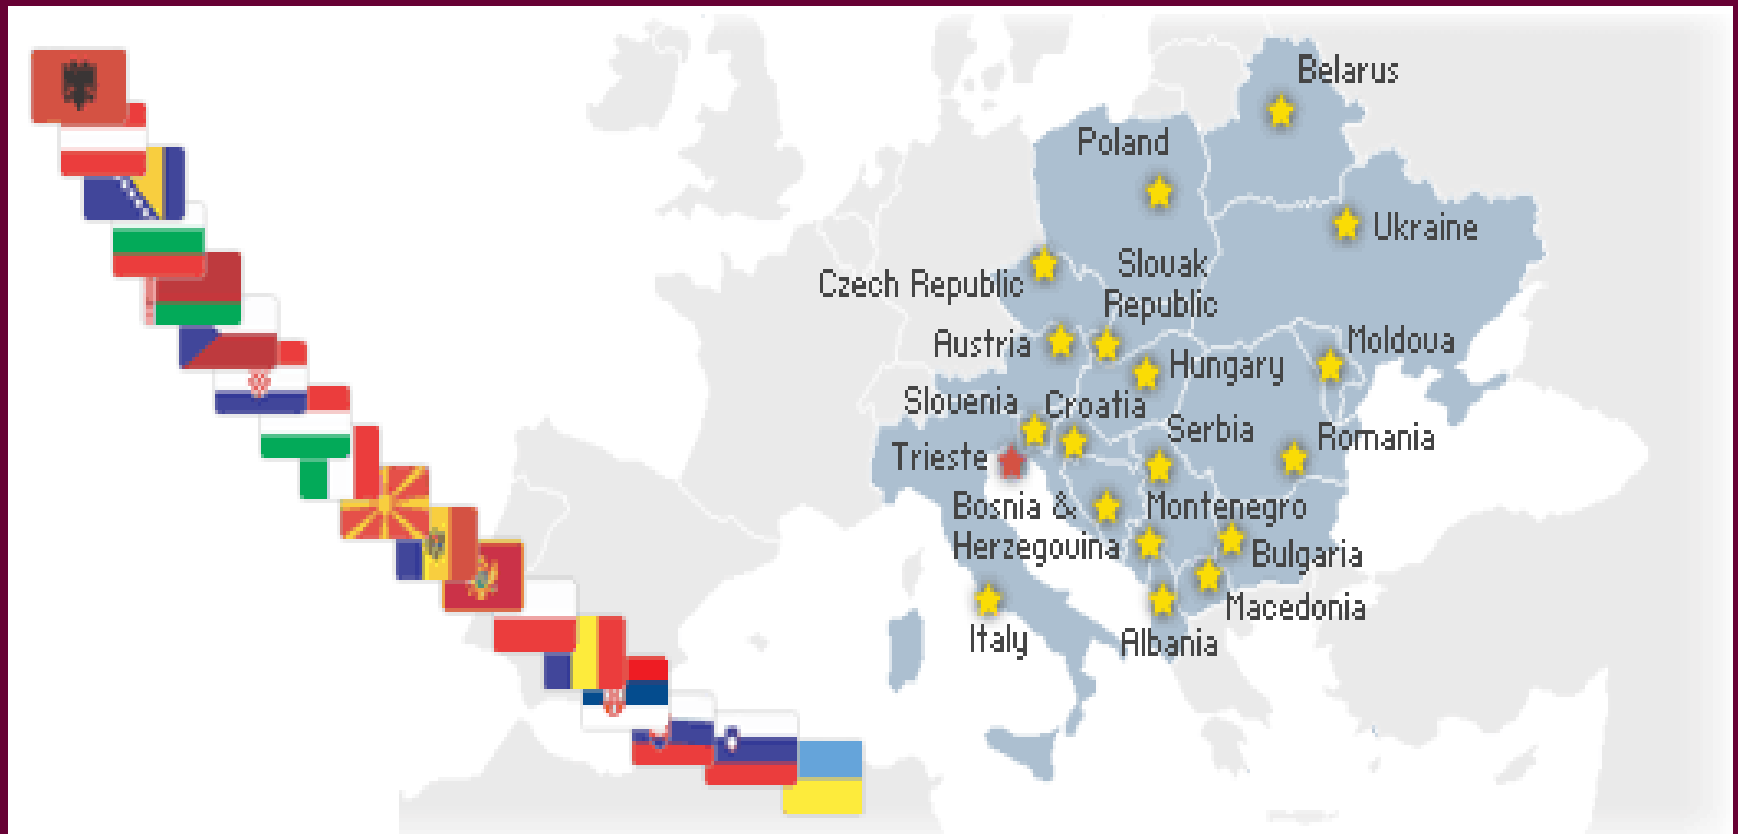 Belarus
Poland
Ukraine
Slovak
Republic
Czech Republic
Austria
Moldova
Hungary
Slovenia
Croatia
Serbia
Romania
Trieste
Bosnia &
Herzegovina
Montenegro
Bulgaria
Macedonia
Italy
Albania